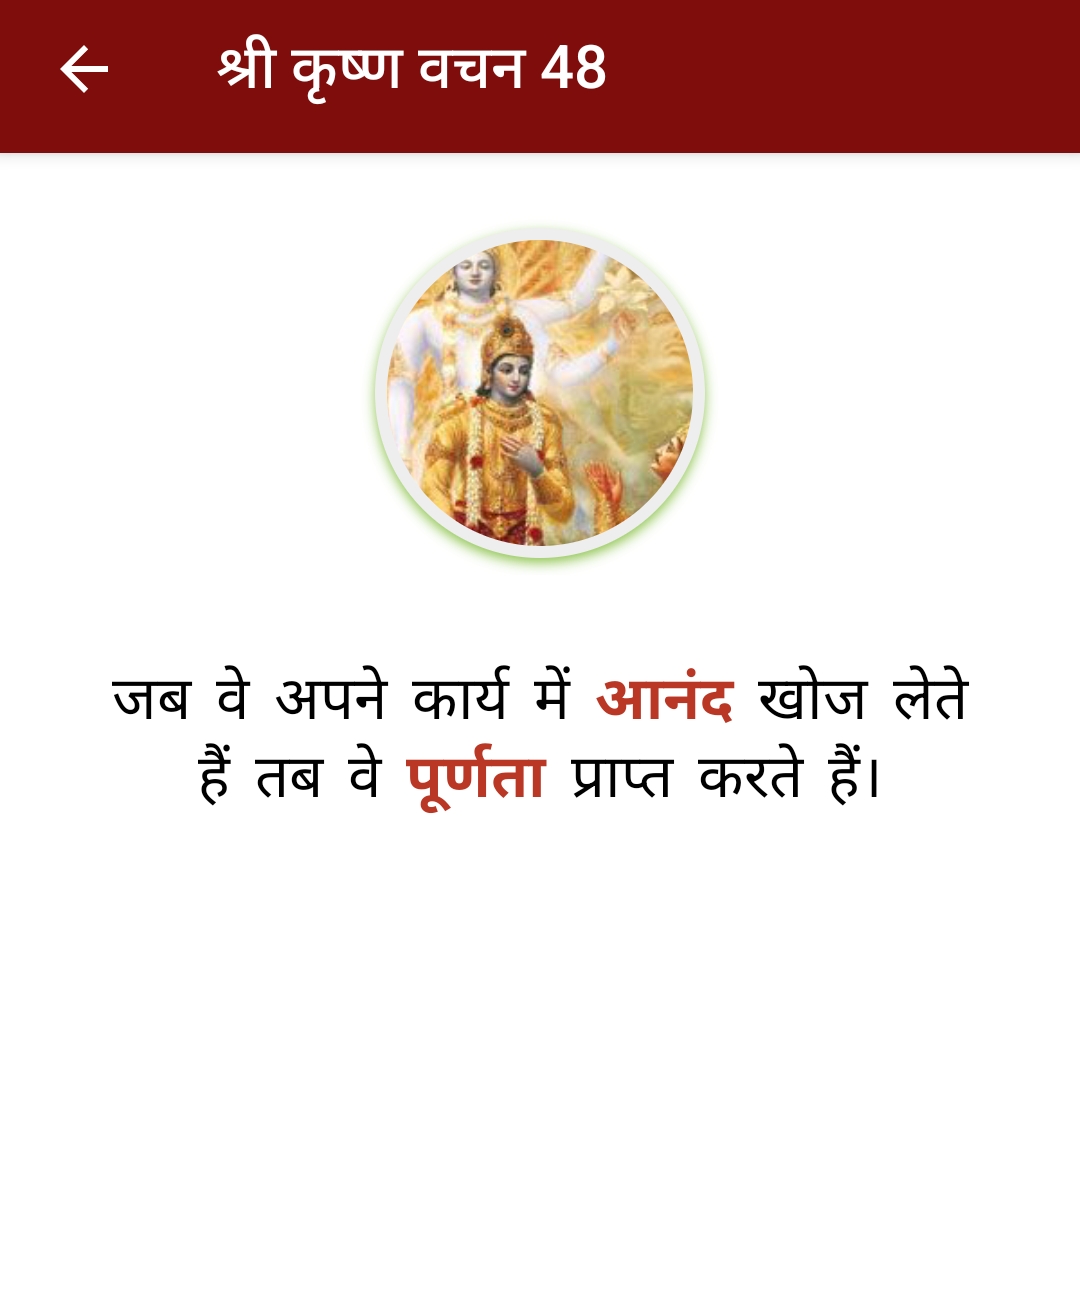 श्री कृष्ण वचन 48
जब वे अपने कार्य में आनंद खोज लेते
हैं तब वे पूर्णता प्राप्त करते हैं।